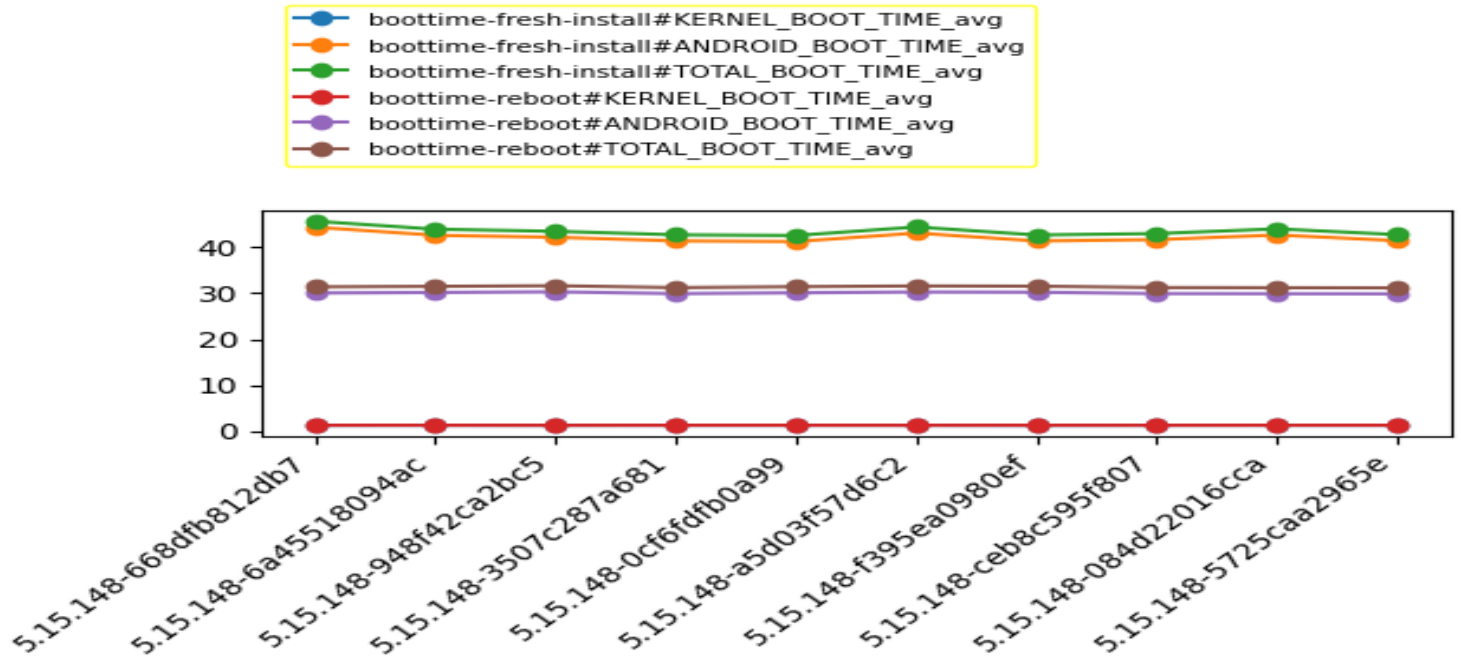 boottime-fresh-install#KERNEL_BOOT_TIME_avg
boottime-fresh-install#ANDROID_BOOT_TIME_avg
boottime-fresh-install#TOTAL_BOOT_TIME_avg
boottime-reboot#KERNEL_BOOT_TIME_avg
boottime-reboot#ANDROID_BOOT_TIME_avg
boottime-reboot#TOTAL_BOOT_TIME_avg
40
30
20
10
0
5.15.148-668dfb812db7
5.15.148-6a45518094ac
5.15.148-948f42ca2bc5
5.15.148-3507c287a681
5.15.148-0cf6fdfb0a99
5.15.148-a5d03f57d6c2
5.15.148-f395ea0980ef
5.15.148-ceb8c595f807
5.15.148-084d22016cca
5.15.148-5725caa2965e